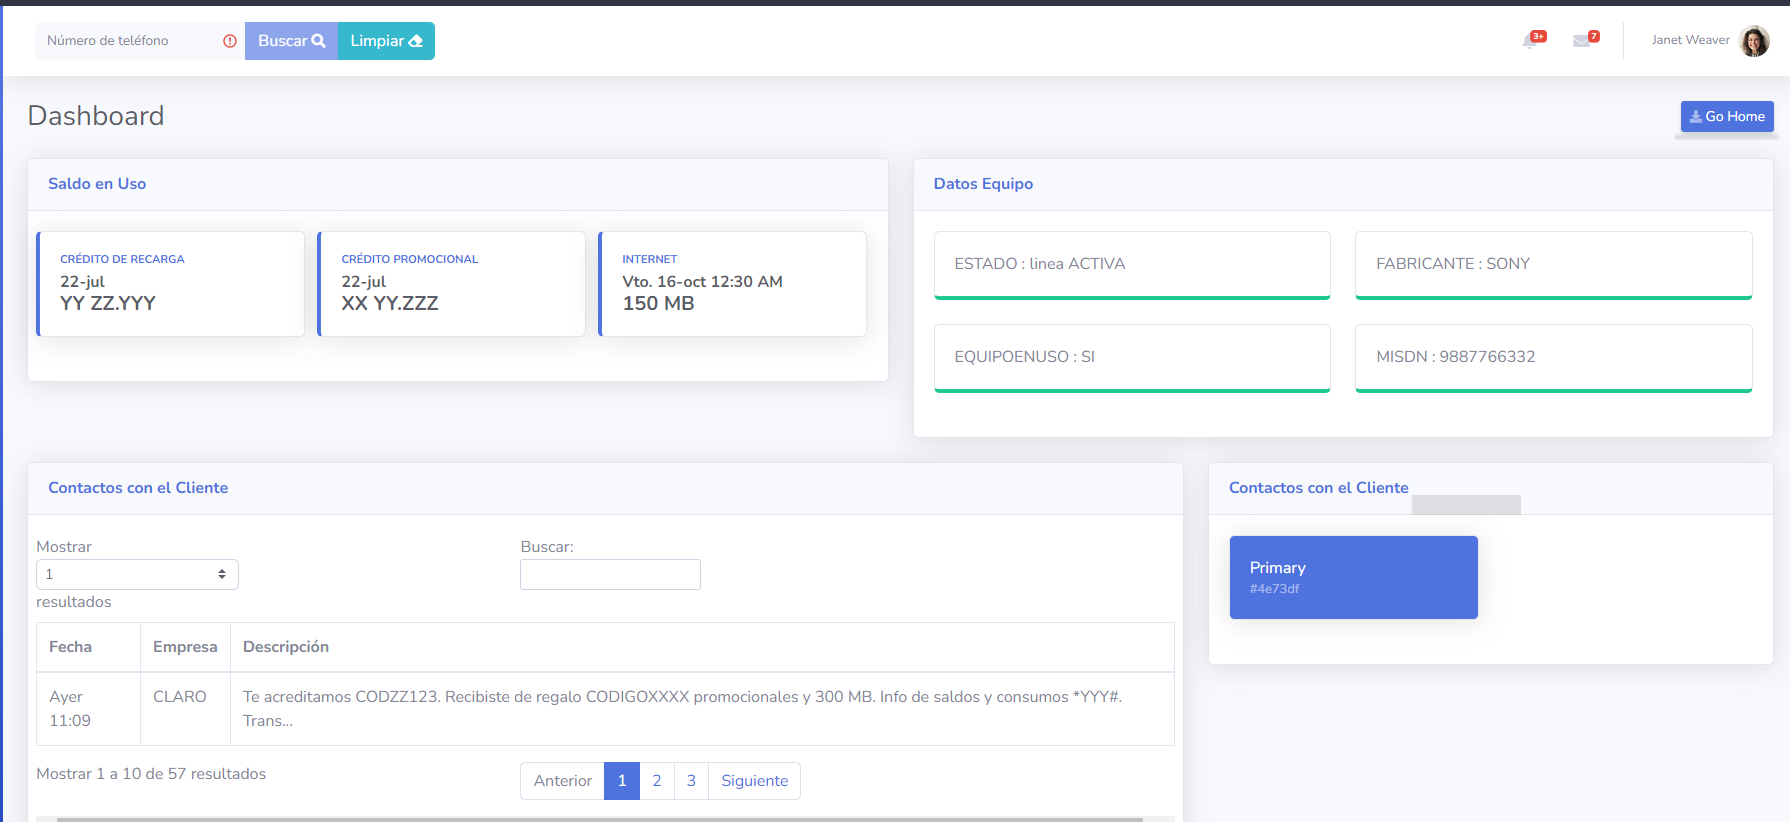 Número de teléfono
Buscar
Limpiar
3+
7
Janet Weaver
Dashboard
Go Home
Saldo en Uso
CRÉDITO DE RECARGA
22-jul
YY ZZ.YYY
CRÉDITO PROMOCIONAL
22-jul
XX YY.ZZZ
INTERNET
Vto. 16-oct 12:30 AM
150 MB
Datos Equipo
ESTADO : linea ACTIVA
FABRICANTE : SONY
EQUIPOENUSO : SI
MISDN : 9887766332
Contactos con el Cliente
Mostrar
1
resultados
Buscar:
Fecha Empresa Descripción
Ayer
11:09
CLARO
Te acreditamos CODZZ123. Recibiste de regalo CODIGOXXXX promocionales y 300 MB. Info de saldos y consumos *YYY#.
Trans...
Mostrar 1 a 10 de 57 resultados
Anterior 1 2 3 Siguiente
Contactos con el Cliente
Primary
#4e73df